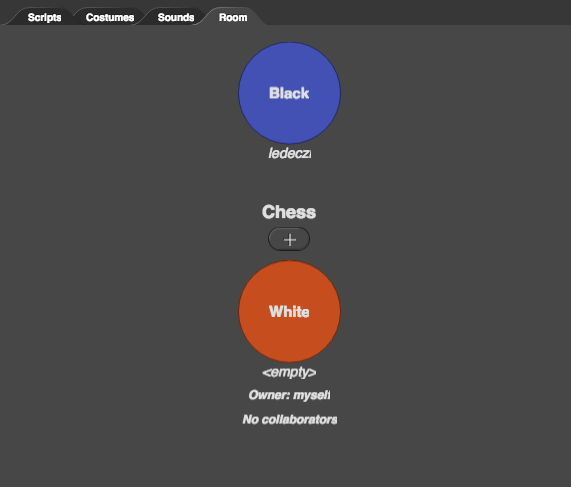 Scripts Costumes Sounds Room
Black
ledeczi
Chess
+
White
<empty>
Owner: myself
No collaborators